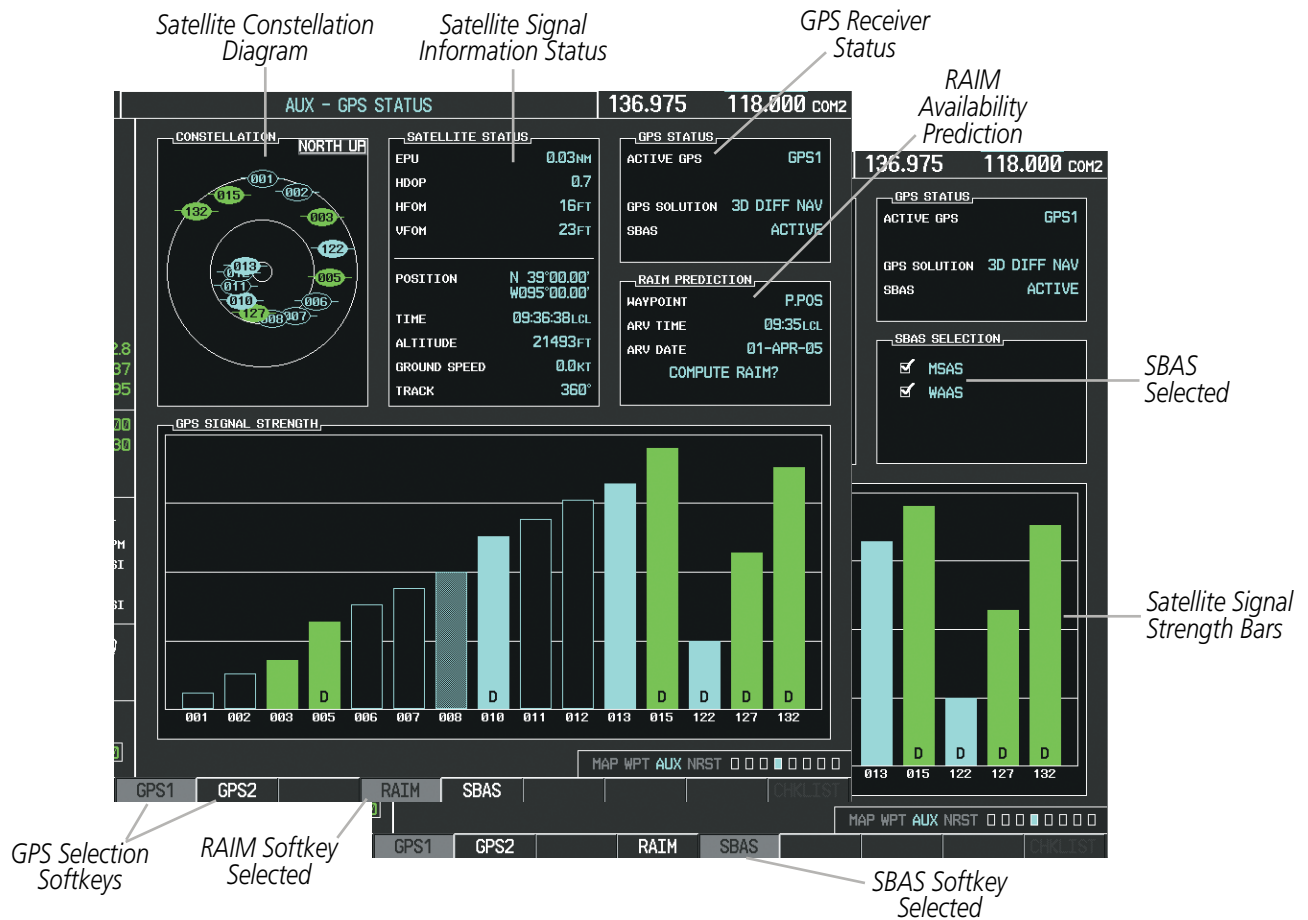 Satellite Constellation
Diagram
Satellite Signal
Information Status
GPS Receiver
Status
RAIM
Availability
Prediction
AUX - GPS STATUS
136.975 118.000 COM2
CONSTELLATION
NORTH UP
001
002
015
132
003
122
005
013
011
010
006
127
008
007
SATELLITE STATUS
EPU 0.03NM
HDOP 0.7
HFOM 16FT
VFOM 23FT
POSITION N 39°00.00'
W095°00.00'
TIME 09:36:38LCL
ALTITUDE 21493FT
GROUND SPEED 0.0KT
TRACK 360°
GPS STATUS
ACTIVE GPS GPS1
GPS SOLUTION 3D DIFF NAV
SBAS ACTIVE
RAIM PREDICTION
WAYPOINT P.POS
ARV TIME 09:35LCL
ARV DATE 01-APR-05
COMPUTE RAIM?
GPS SIGNAL STRENGTH
D D D D D D
001 002 003 005 006 007 008 010 011 012 013 015 122 127 132
MAP WPT AUX NRST
GPS1 GPS2 RAIM SBAS CHKLIST
2.8
37
95
00
30
PM
SI
SI
136.975 118.000 COM2
GPS STATUS
ACTIVE GPS GPS1
GPS SOLUTION 3D DIFF NAV
SBAS ACTIVE
SBAS SELECTION
MSAS
WAAS
SBAS
Selected
Satellite Signal
Strength Bars
D D D D
013 015 122 127 132
MAP WPT AUX NRST
GPS1 GPS2 RAIM SBAS CHKLIST
GPS Selection
Softkeys
RAIM Softkey
Selected
SBAS Softkey
Selected